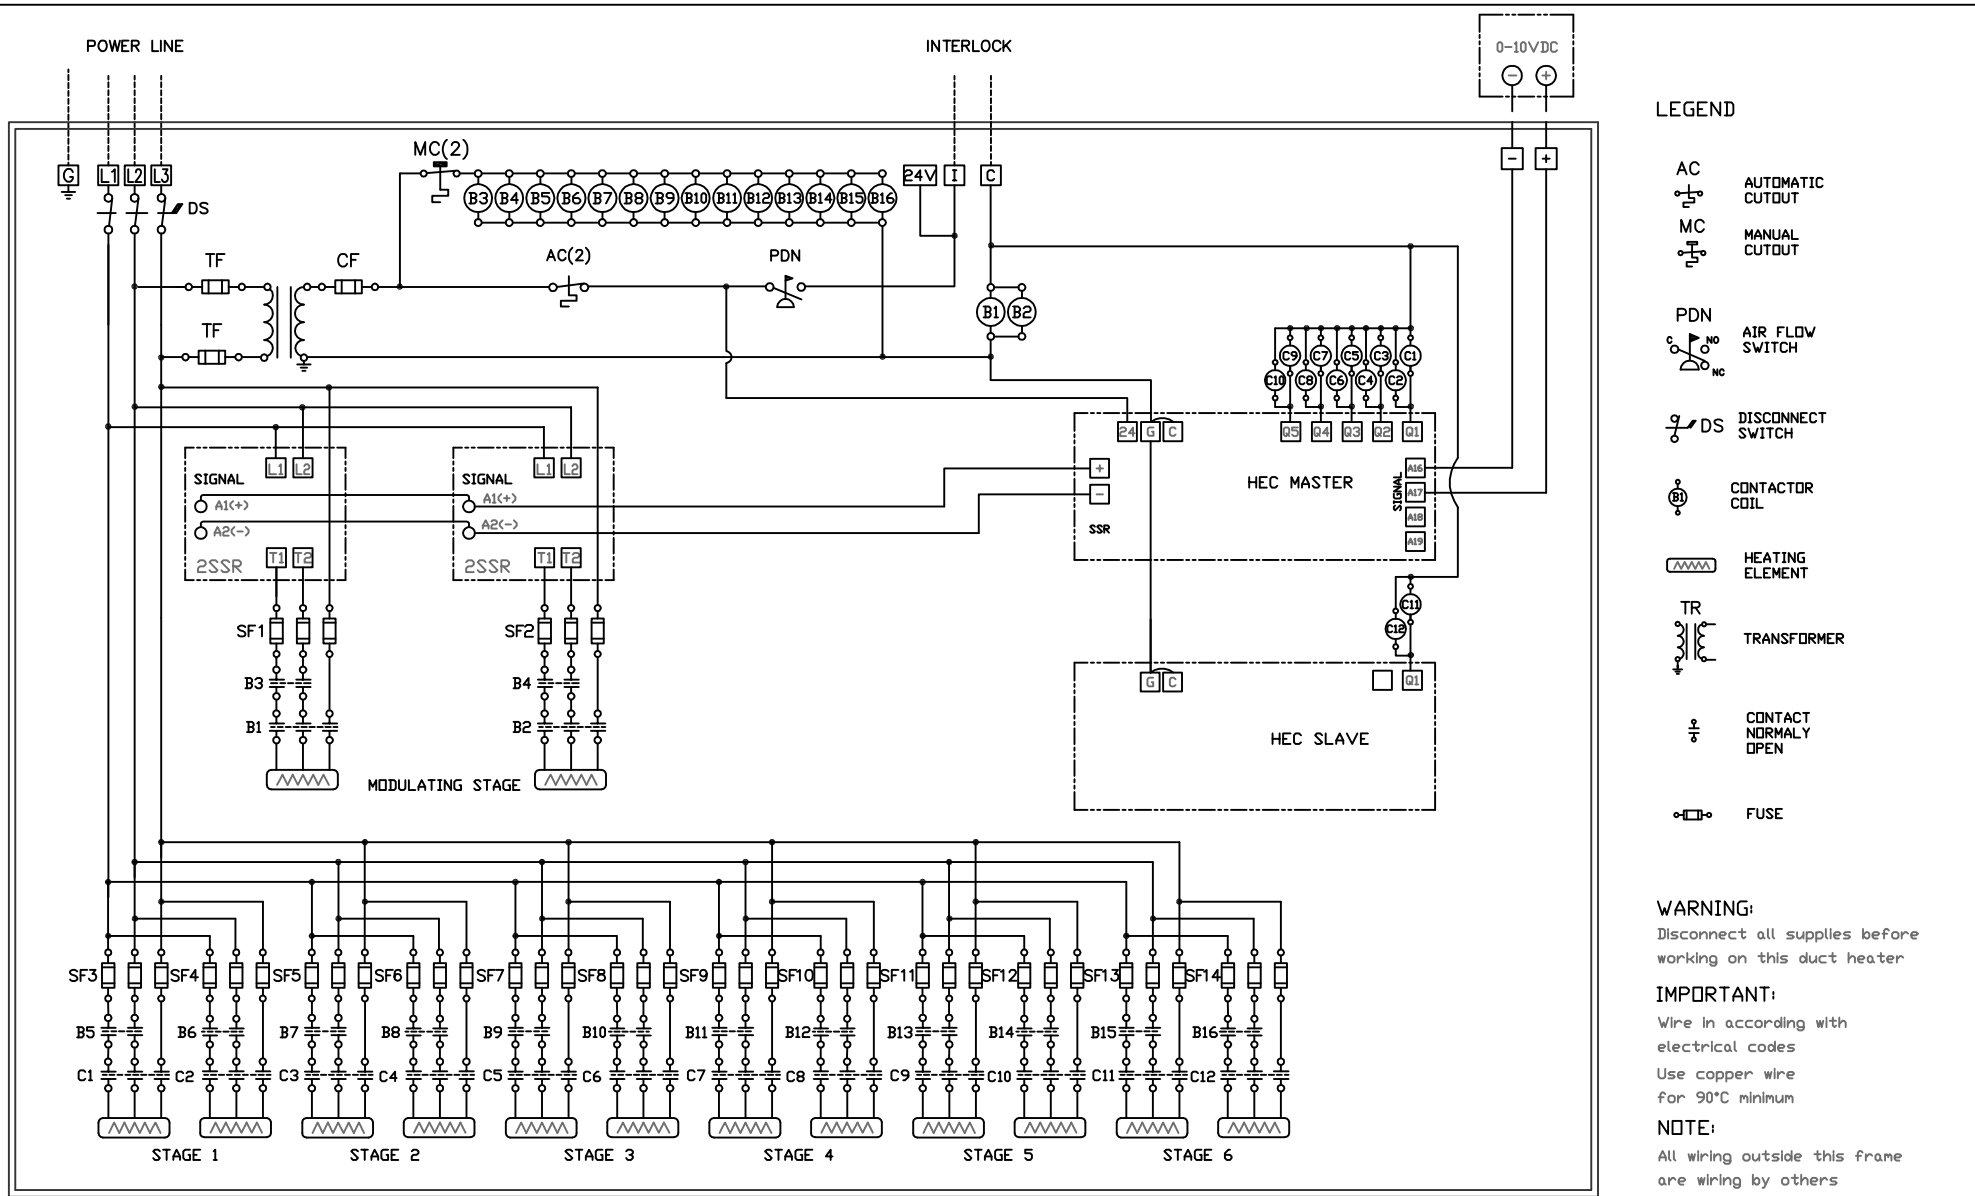 POWER LINE
INTERLOCK
0-10VDC
- +
G L1 L2 L3
DS
MC(2)
B3 B4 B5 B6 B7 B8 B9 B10 B11 B12 B13 B14 B15 B16
24V I C
- +
TF
CF
AC(2)
PDN
TF
B1 B2
C9 C7 C5 C3 C1
C10 C8 C6 C4 C2
24 G C
Q5 Q4 Q3 Q2 Q1
L1 L2
SIGNAL
A1(+)
A2(-)
2SSR
T1 T2
L1 L2
SIGNAL
A1(+)
A2(-)
2SSR
T1 T2
+
-
SSR
HEC MASTER
SIGNAL
A16
A17
A18
A19
C11
C12
G C
Q1
HEC SLAVE
SF1
B3
B1
SF2
B4
B2
MODULATING STAGE
SF3 SF4 SF5 SF6 SF7 SF8 SF9 SF10 SF11 SF12 SF13 SF14
B5 B6 B7 B8 B9 B10 B11 B12 B13 B14 B15 B16
C1 C2 C3 C4 C5 C6 C7 C8 C9 C10 C11 C12
STAGE 1 STAGE 2 STAGE 3 STAGE 4 STAGE 5 STAGE 6
LEGEND
AC
AUTOMATIC
CUTOUT
MC
MANUAL
CUTOUT
PDN
C NO
NC
AIR FLOW
SWITCH
DS
DISCONNECT
SWITCH
B1
CONTACTOR
COIL
HEATING
ELEMENT
TR
TRANSFORMER
CONTACT
NORMALY
OPEN
FUSE
WARNING:
Disconnect all supplies before
working on this duct heater
IMPORTANT:
Wire in according with
electrical codes
Use copper wire
for 90°C minimum
NOTE:
All wiring outside this frame
are wiring by others